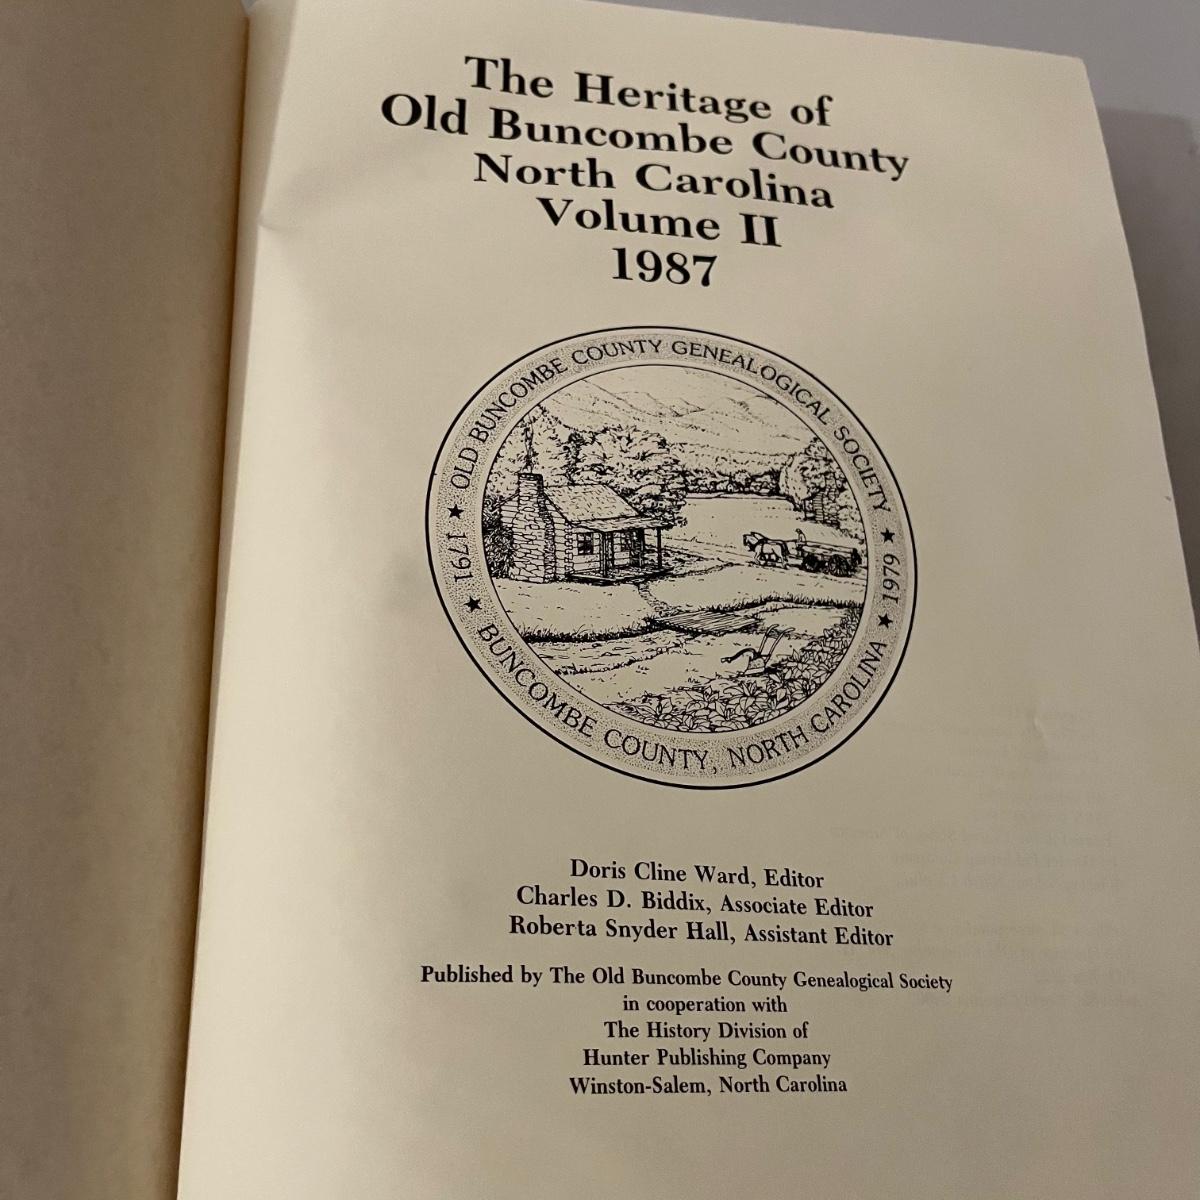 The Heritage of
Old Buncombe County
North Carolina
Volume II
1987
OLD BUNCOMBE COUNTY GENEALOGICAL SOCIETY
★ 1791 ★
★ 1979 ★
BUNCOMBE COUNTY, NORTH CAROLINA
Doris Cline Ward, Editor
Charles D. Biddix, Associate Editor
Roberta Snyder Hall, Assistant Editor
Published by The Old Buncombe County Genealogical Society
in cooperation with
The History Division of
Hunter Publishing Company
Winston-Salem, North Carolina